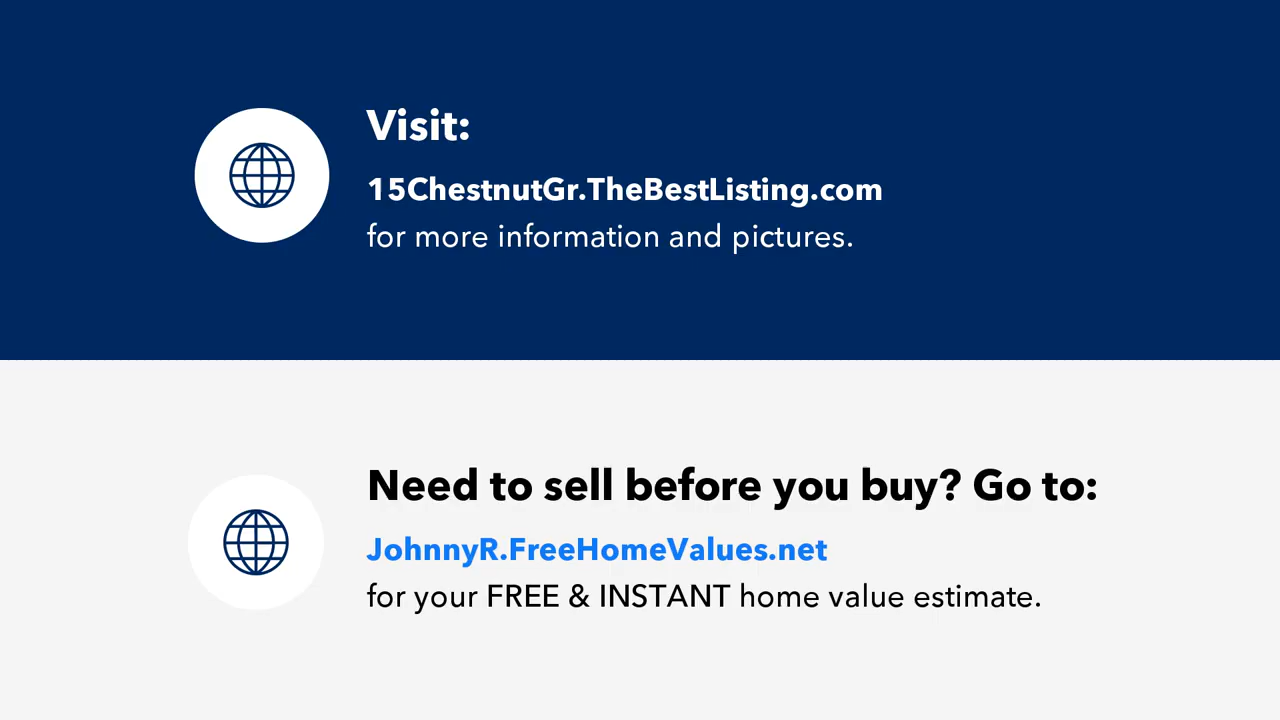 Visit:
15ChestnutGr.TheBestListing.com
for more information and pictures.
Need to sell before you buy? Go to:
JohnnyR.FreeHomeValues.net
for your FREE & INSTANT home value estimate.